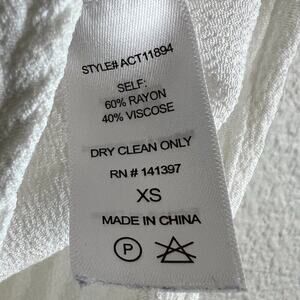 STYLE# ACT11894
SELF:
60% RAYON
40% VISCOSE
DRY CLEAN ONLY
RN # 141397
XS
MADE IN CHINA
P